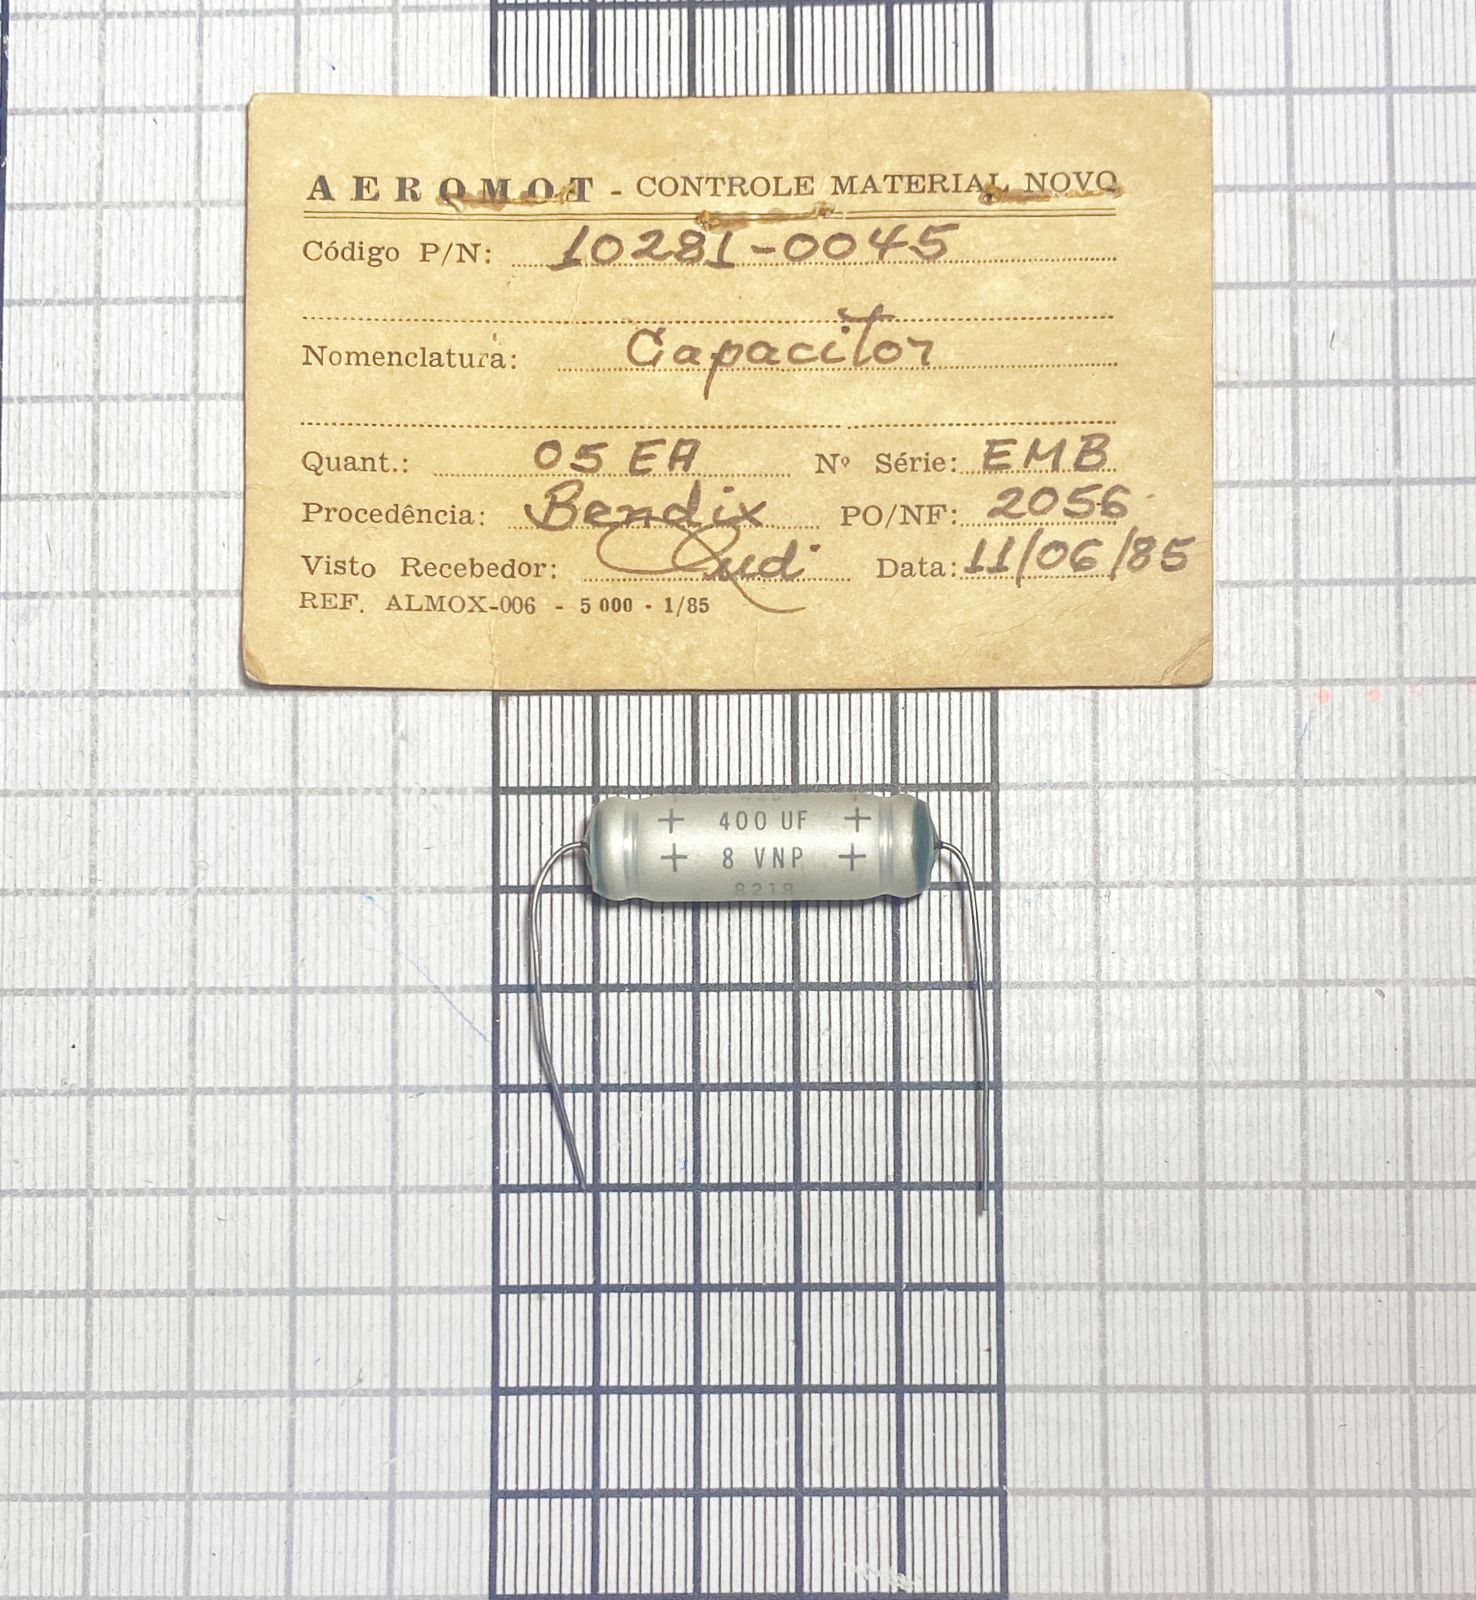 AEROMOT - CONTROLE MATERIAL NOVO
Código P/N: 10281-0045
Nomenclatura: Capacitor
Quant.: 05 EA Nº Série: EMB
Procedência: Bendix PO/NF: 2056
Visto Recebedor: Data: 11/06/85
REF. ALMOX-006 - 5 000 - 1/85
+ 400 UF +
+ 8 VNP +
8218